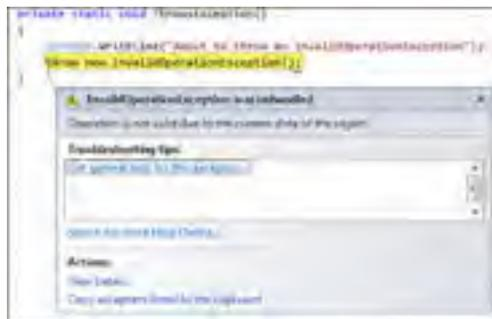 private static void ThrowException()
{
.WriteLine("About to throw an InvalidOperationException");
throw new InvalidOperationException();
}
InvalidOperationException was unhandled
Operation is not valid due to the current state of the object.
Troubleshooting tips:
Get general help for this exception.
Search for more Help Online...
Actions:
View Detail...
Copy exception detail to the clipboard